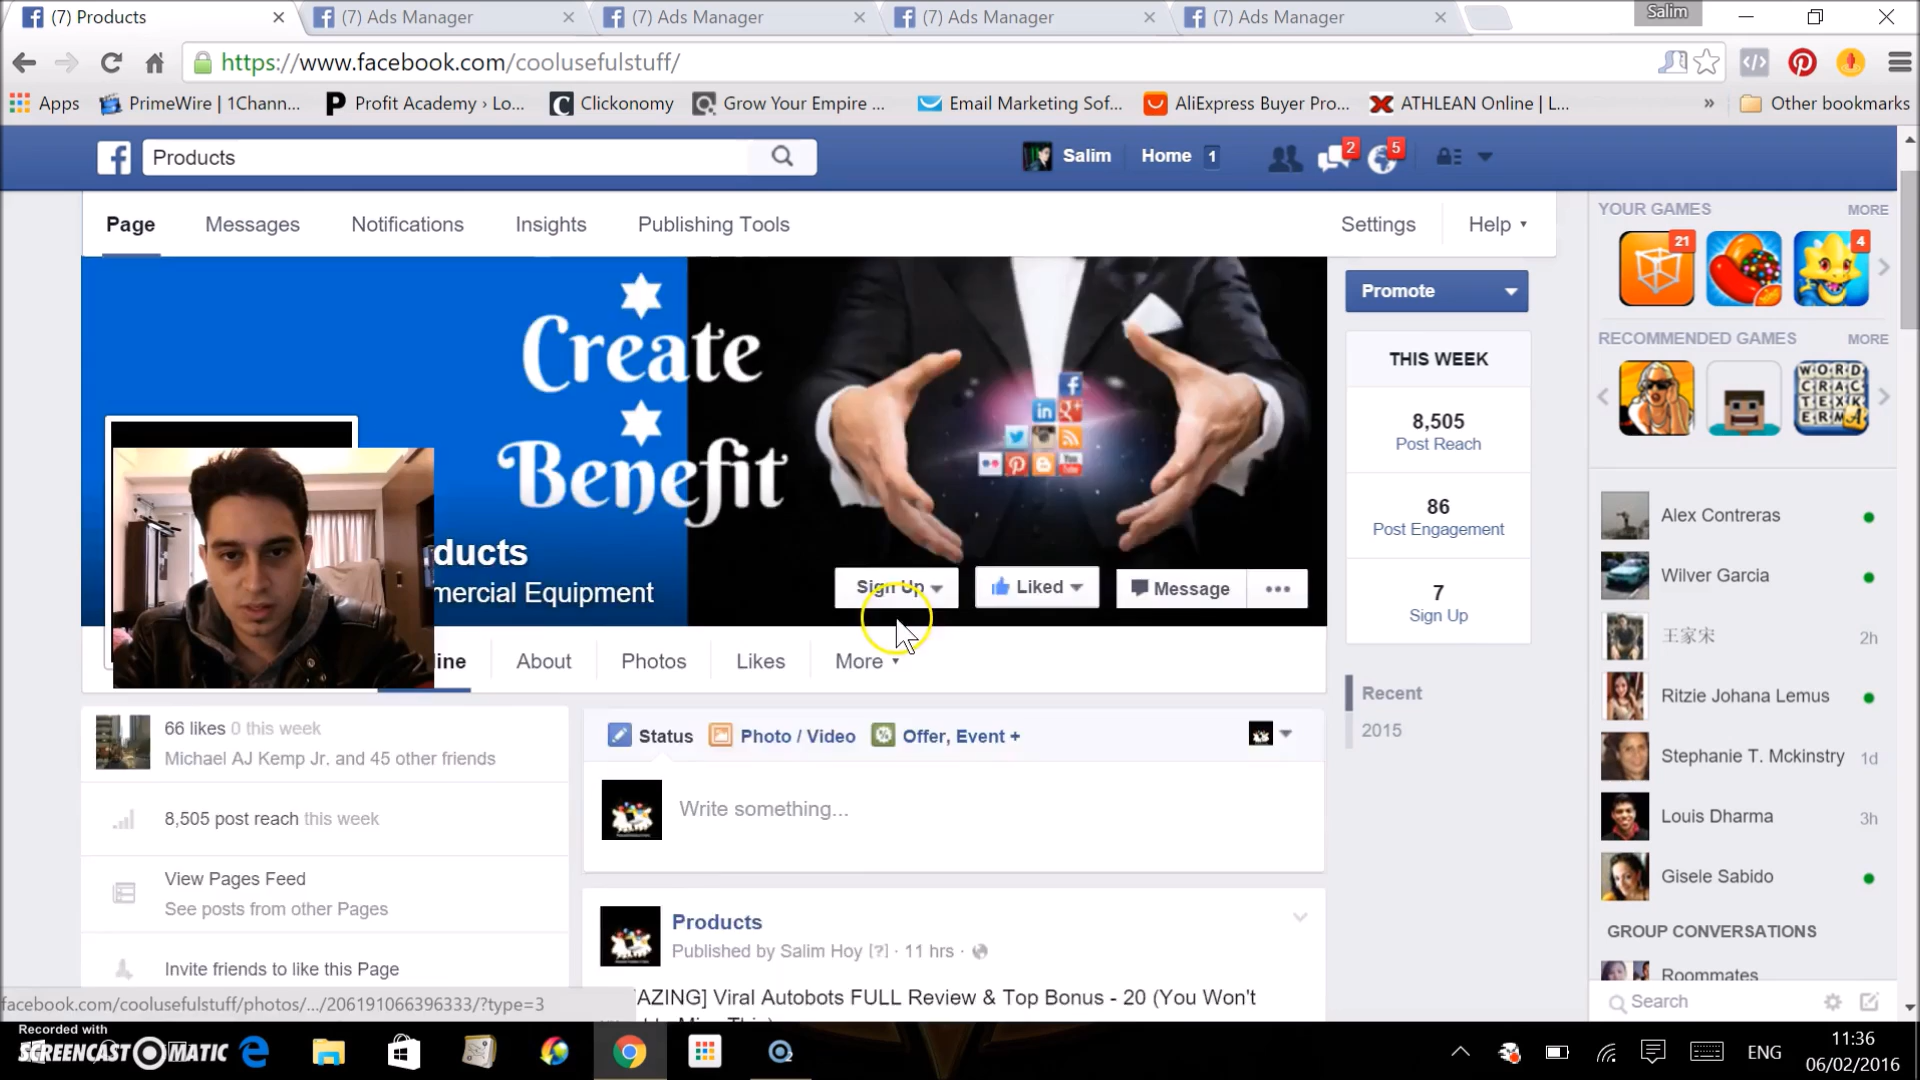 (7) Products
(7) Ads Manager
(7) Ads Manager
(7) Ads Manager
(7) Ads Manager
Salim
https://www.facebook.com/coolusefulstuff/
Apps
PrimeWire | 1Chann...
Profit Academy › Lo...
Clickonomy
Grow Your Empire ...
Email Marketing Sof...
AliExpress Buyer Pro...
ATHLEAN Online | L...
»
Other bookmarks
Products
Salim
Home 1
2
5
Page
Messages
Notifications
Insights
Publishing Tools
Settings
Help
Create
Benefit
ducts
mercial Equipment
Sign Up
Liked
Message
line
About
Photos
Likes
More
Promote
THIS WEEK
8,505
Post Reach
86
Post Engagement
7
Sign Up
Recent
2015
66 likes 0 this week
Michael AJ Kemp Jr. and 45 other friends
8,505 post reach this week
View Pages Feed
See posts from other Pages
Invite friends to like this Page
facebook.com/coolusefulstuff/photos/.../206191066396333/?type=3
Status
Photo / Video
Offer, Event +
Write something...
Products
Published by Salim Hoy [?] · 11 hrs ·
AZING] Viral Autobots FULL Review & Top Bonus - 20 (You Won't
YOUR GAMES
MORE
21
4
RECOMMENDED GAMES
MORE
WORD
CRAC
Alex Contreras
Wilver Garcia
王家宋
2h
Ritzie Johana Lemus
Stephanie T. Mckinstry
1d
Louis Dharma
3h
Gisele Sabido
GROUP CONVERSATIONS
Roommates
Search
Recorded with
SCREENCAST-O-MATIC
ENG
11:36
06/02/2016